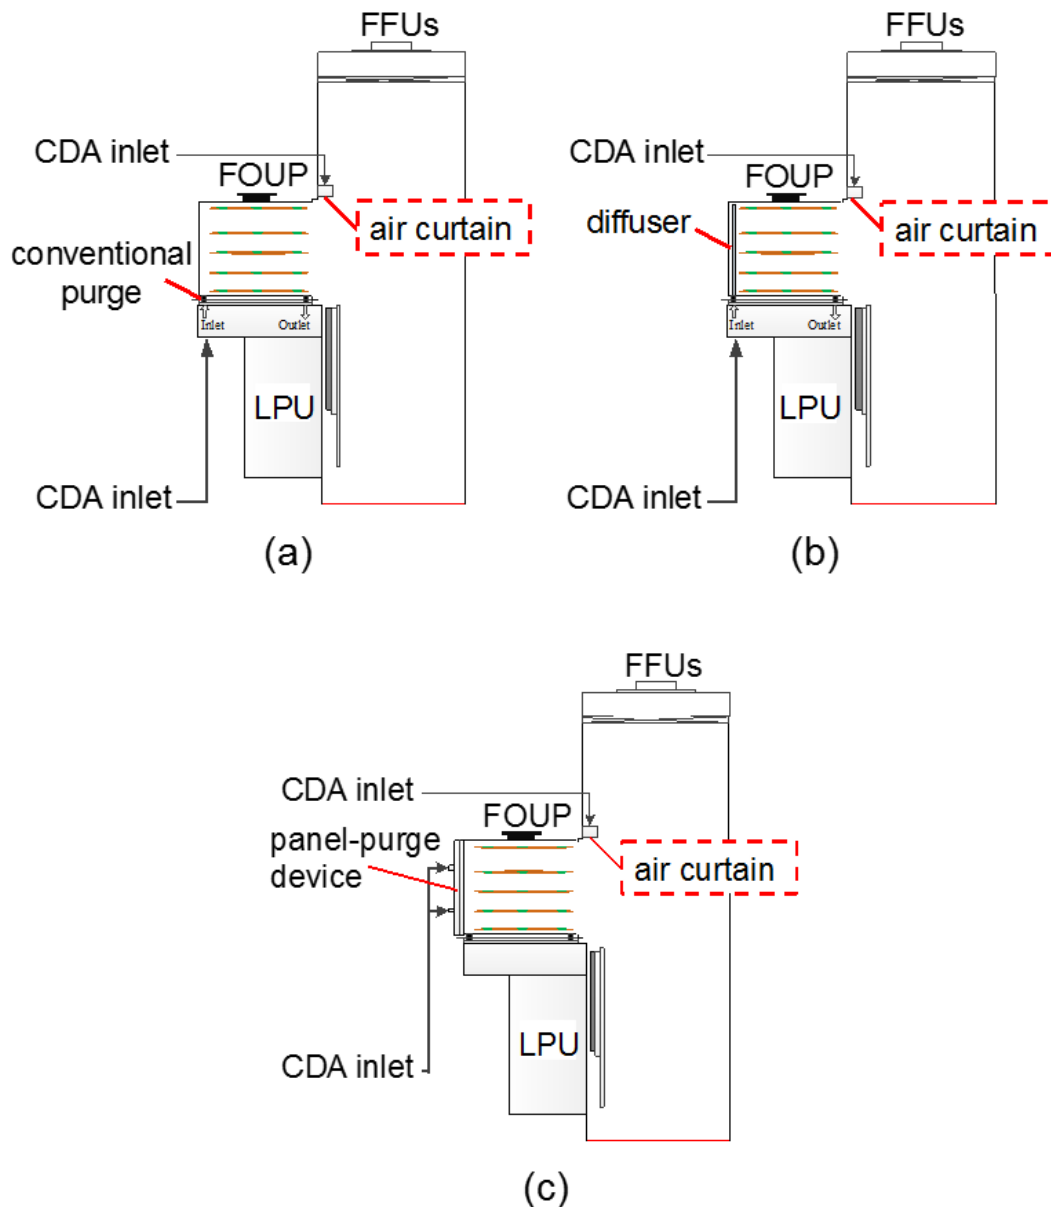 FFUs
CDA inlet
FOUP
air curtain
conventional
purge
Inlet
Outlet
LPU
CDA inlet
(a)
FFUs
CDA inlet
FOUP
diffuser
air curtain
Inlet
Outlet
LPU
CDA inlet
(b)
FFUs
CDA inlet
FOUP
panel-purge
device
air curtain
LPU
CDA inlet
(c)